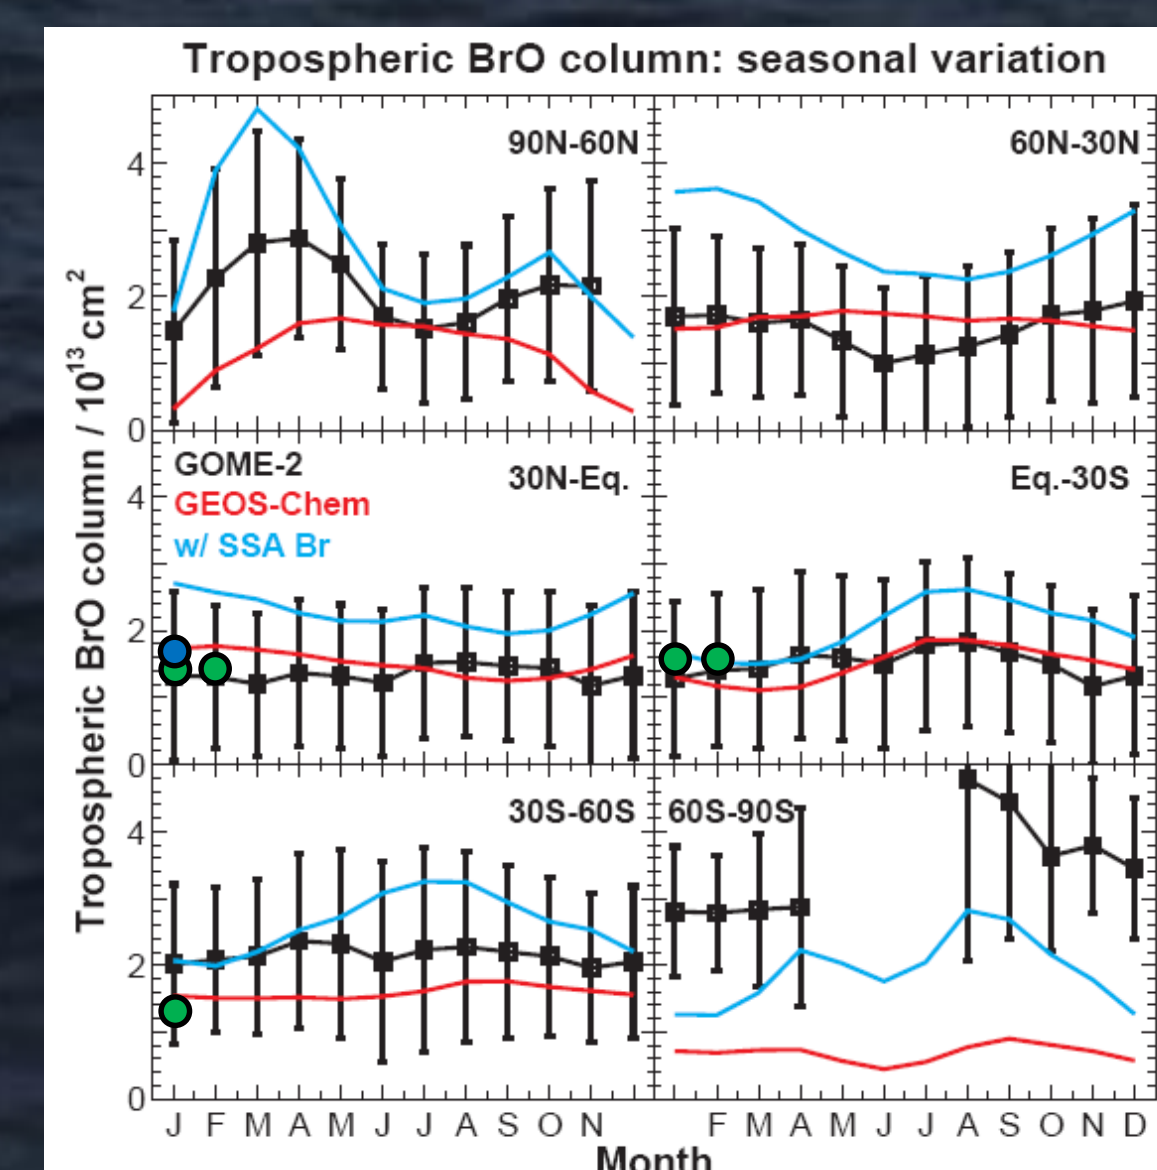 Tropospheric BrO column: seasonal variation
Tropospheric BrO column / 10¹³ cm²
90N-60N
60N-30N
4
2
0
GOME-2
GEOS-Chem
w/ SSA Br
30N-Eq.
Eq.-30S
4
2
0
30S-60S
60S-90S
4
2
0
J F M A M J J A S O N
F M A M J J A S O N D
Month